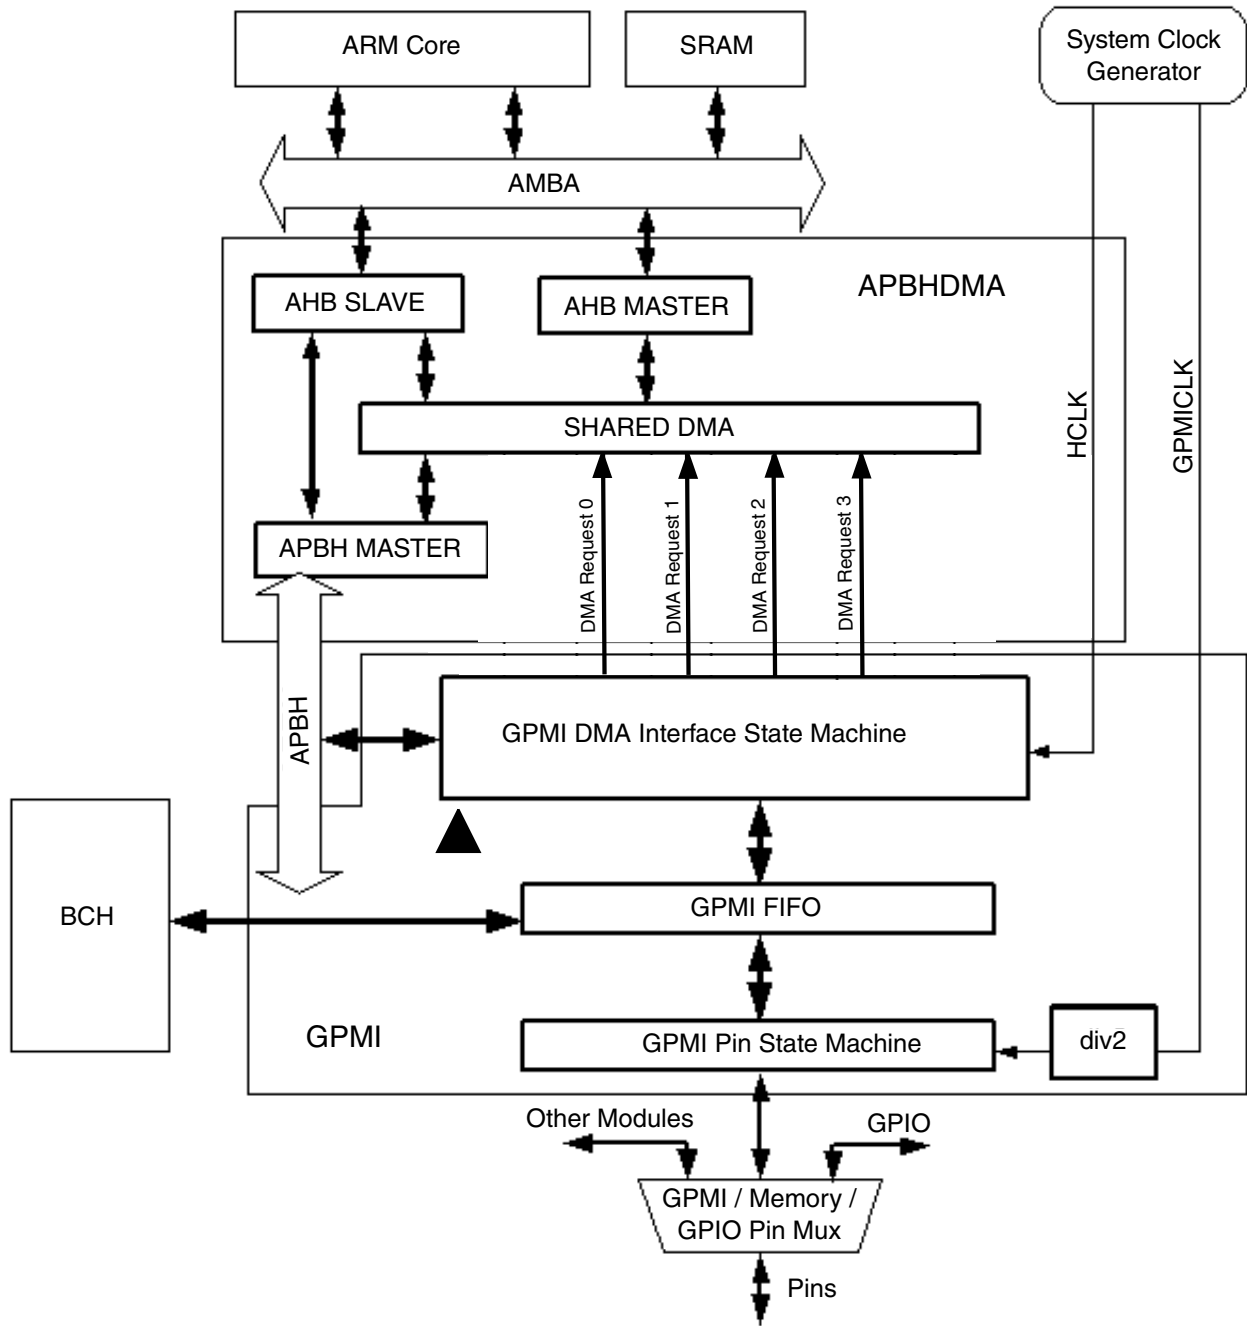 ARM Core
SRAM
System Clock
Generator
AMBA
AHB SLAVE
AHB MASTER
APBHDMA
HCLK
GPMICLK
SHARED DMA
DMA Request 0
DMA Request 1
DMA Request 2
DMA Request 3
APBH MASTER
APBH
GPMI DMA Interface State Machine
BCH
GPMI FIFO
GPMI
GPMI Pin State Machine
div2
Other Modules
GPIO
GPMI / Memory /
GPIO Pin Mux
Pins